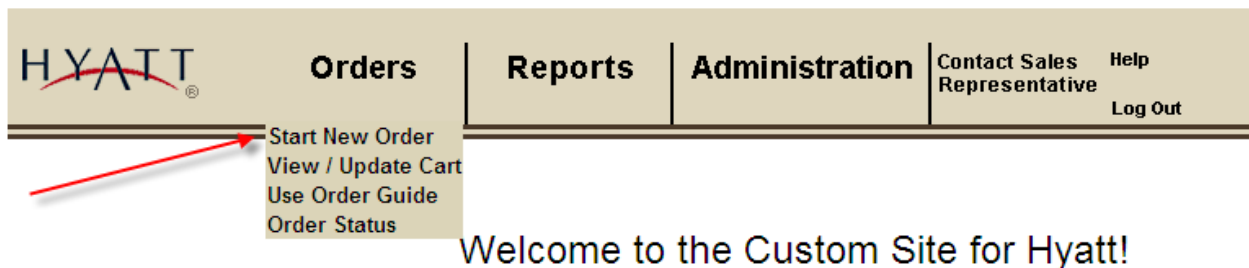 HYATT®
Orders
Reports
Administration
Contact Sales
Representative
Help
Log Out
Start New Order
View / Update Cart
Use Order Guide
Order Status
Welcome to the Custom Site for Hyatt!